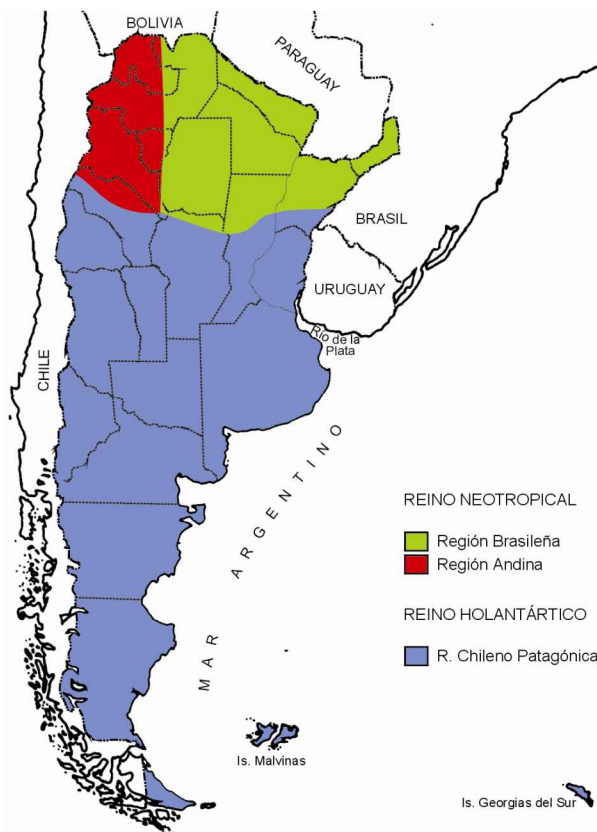 BOLIVIA
PARAGUAY
BRASIL
URUGUAY
Río de la
Plata
CHILE
MAR ARGENTINO
REINO NEOTROPICAL
Región Brasileña
Región Andina
REINO HOLANTÁRTICO
R. Chileno Patagónica
Is. Malvinas
Is. Georgias del Sur